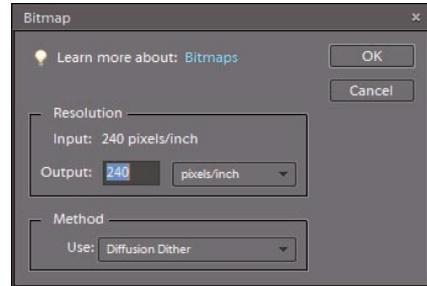 Bitmap
Learn more about: Bitmaps
OK
Cancel
Resolution
Input: 240 pixels/inch
Output: 240 pixels/inch
Method
Use: Diffusion Dither